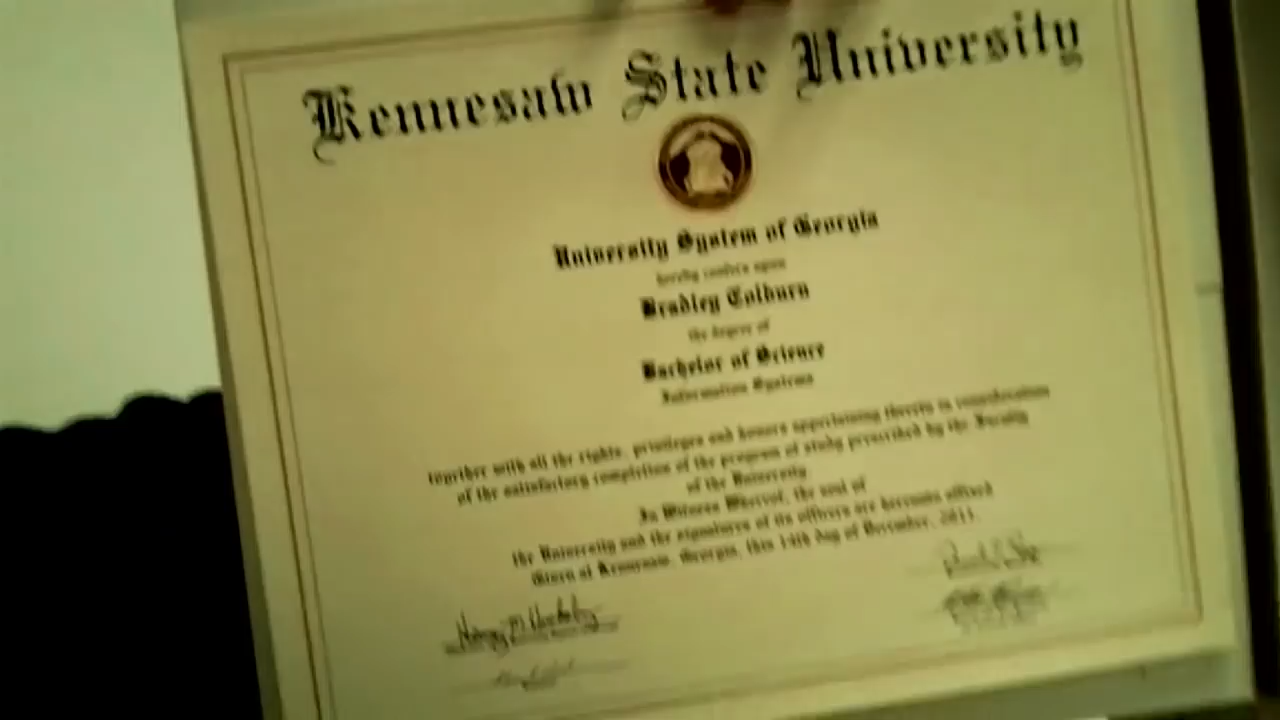 Kennesaw State University
University System of Georgia
hereby confers upon
Bradley Colburn
the degree of
Bachelor of Science
Information Systems
together with all the rights, privileges and honors appertaining thereto in consideration
of the satisfactory completion of the program of study prescribed by the Faculty
of the University
In Witness Whereof, the seal of
the University and the signatures of its officers are hereunto affixed
Given at Kennesaw, Georgia, this 14th day of December, 2011.